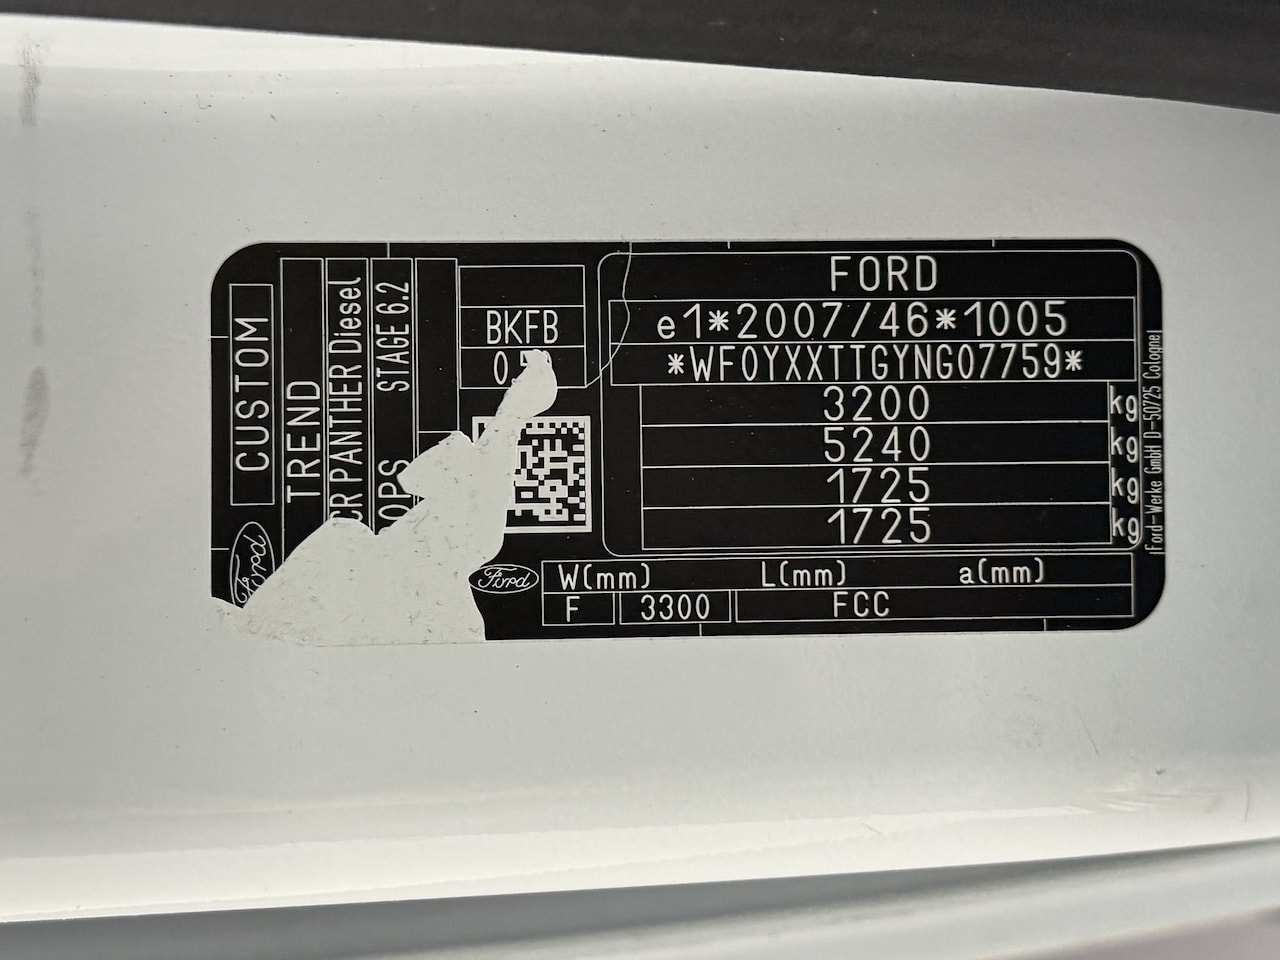 FORD
e1*2007/46*1005
*WF0YXXTTGYNG07759*
3200 kg
5240 kg
1725 kg
1725 kg
W(mm) L(mm) a(mm)
F 3300 FCC
Ford
BKFB
CUSTOM
TREND
CR PANTHER Diesel
STAGE 6.2
OPS
Ford
Ford-Werke GmbH D-50725 Cologne